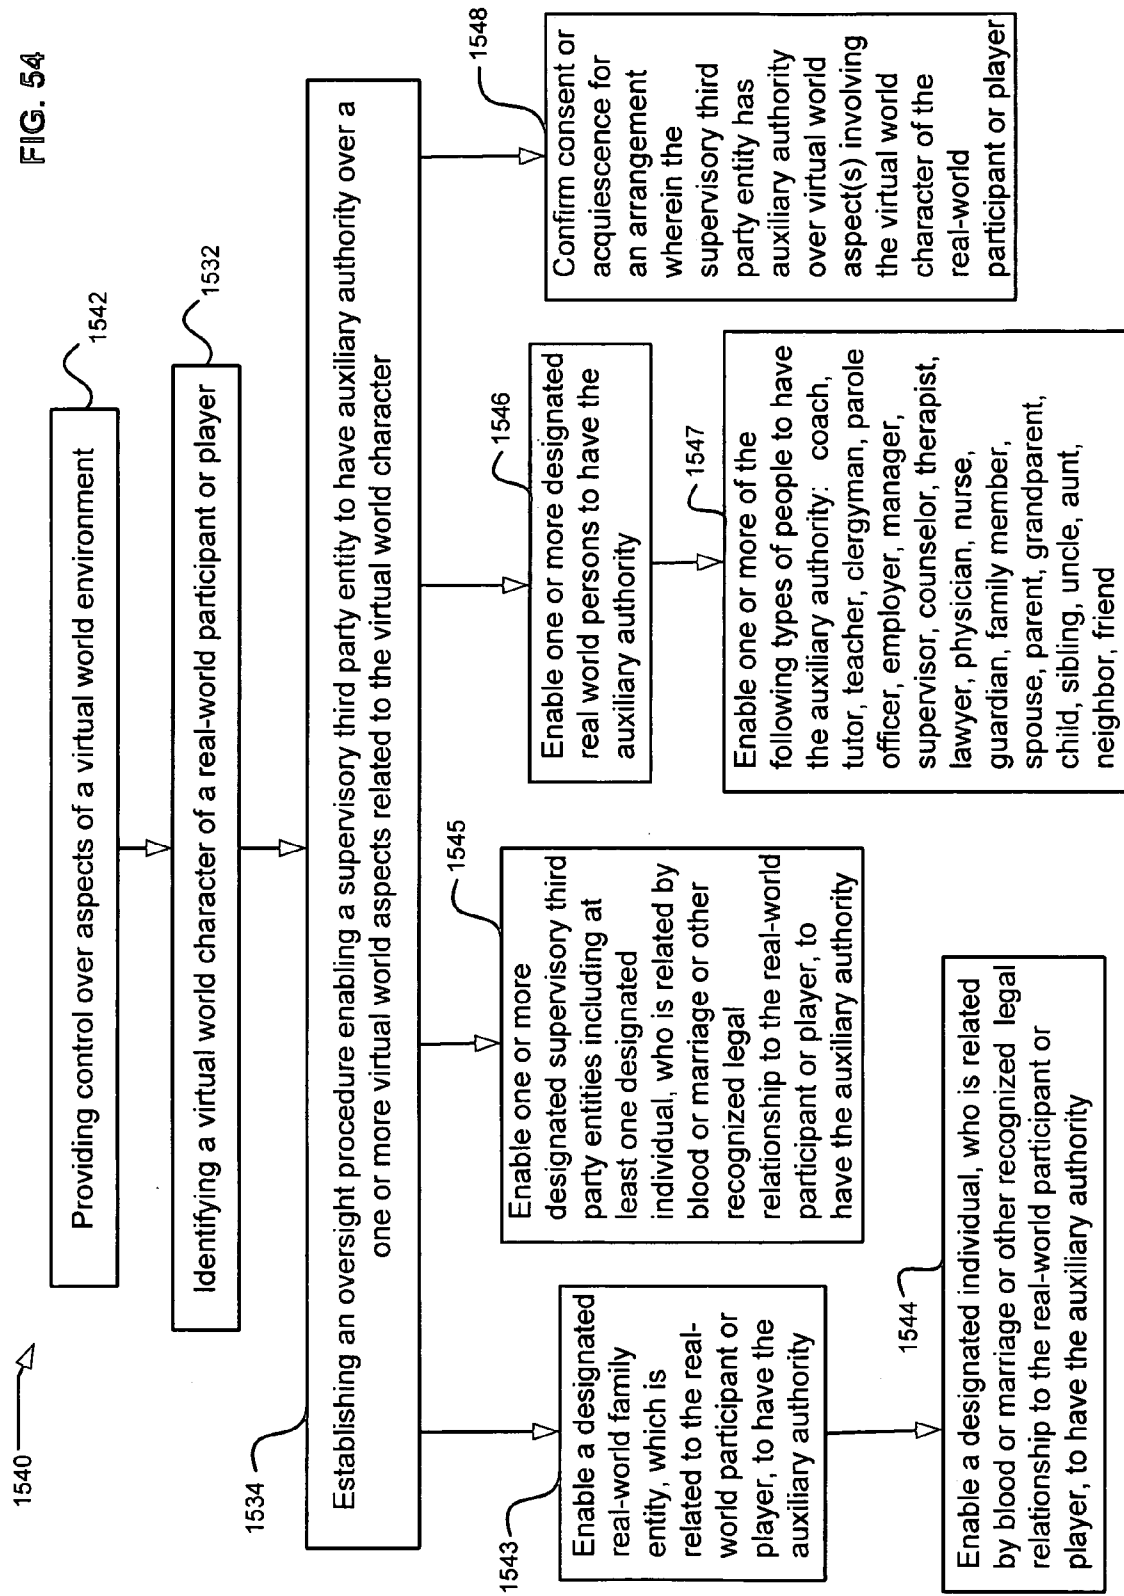 FIG. 54
1540
Providing control over aspects of a virtual world environment
1542
Identifying a virtual world character of a real-world participant or player
1532
1534
Establishing an oversight procedure enabling a supervisory third party entity to have auxiliary authority over a
one or more virtual world aspects related to the virtual world character
1543
Enable a designated
real-world family
entity, which is
related to the real-
world participant or
player, to have the
auxiliary authority
1544
Enable a designated individual, who is related
by blood or marriage or other recognized legal
relationship to the real-world participant or
player, to have the auxiliary authority
1545
Enable one or more
designated supervisory third
party entities including at
least one designated
individual, who is related by
blood or marriage or other
recognized legal
relationship to the real-world
participant or player, to
have the auxiliary authority
1546
Enable one or more designated
real world persons to have the
auxiliary authority
1547
Enable one or more of the
following types of people to have
the auxiliary authority: coach,
tutor, teacher, clergyman, parole
officer, employer, manager,
supervisor, counselor, therapist,
lawyer, physician, nurse,
guardian, family member,
spouse, parent, grandparent,
child, sibling, uncle, aunt,
neighbor, friend
1548
Confirm consent or
acquiescence for
an arrangement
wherein the
supervisory third
party entity has
auxiliary authority
over virtual world
aspect(s) involving
the virtual world
character of the
real-world
participant or player